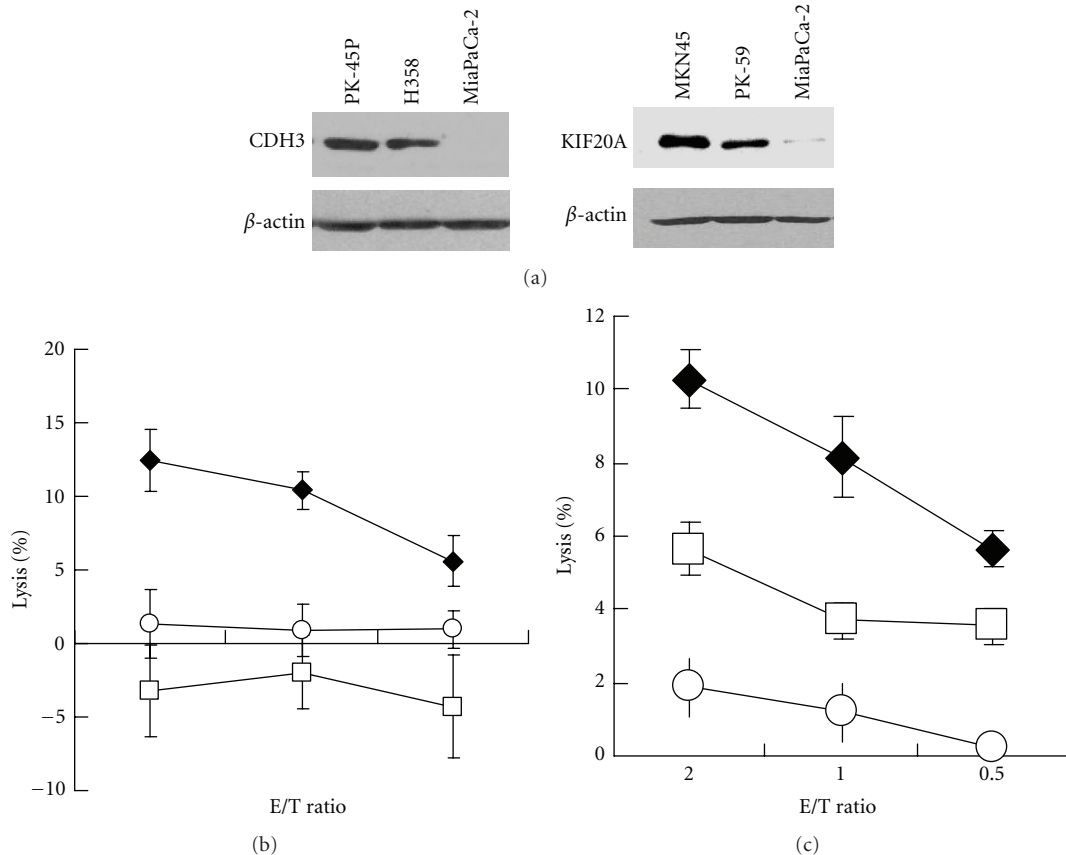 PK-45P
H358
MiaPaCa-2
MKN45
PK-59
MiaPaCa-2
CDH3
KIF20A
β-actin
β-actin
(a)
20
15
10
5
0
−5
−10
Lysis (%)
E/T ratio
(b)
12
10
8
6
4
2
0
Lysis (%)
2 1 0.5
E/T ratio
(c)